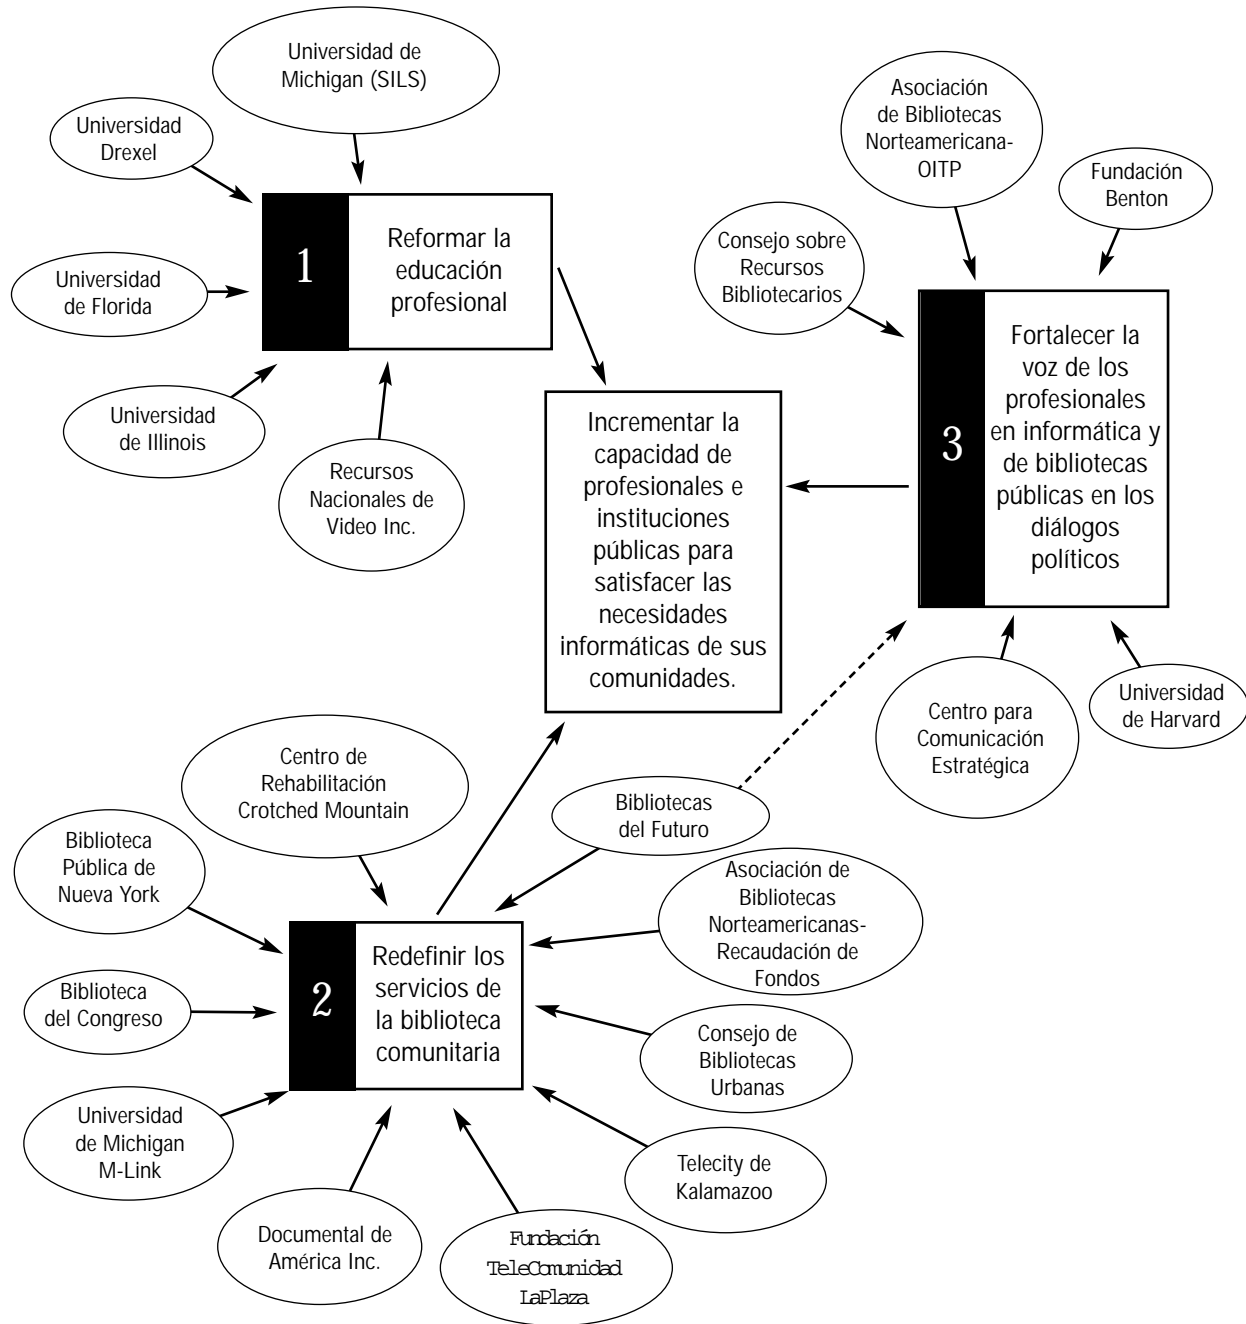 Universidad de
Michigan (SILS)
Universidad
Drexel
Universidad
de Florida
Universidad
de Illinois
Recursos
Nacionales de
Video Inc.
1
Reformar la
educación
profesional
Asociación
de Bibliotecas
Norteamericana-
OITP
Fundación
Benton
Consejo sobre
Recursos
Bibliotecarios
3
Fortalecer la
voz de los
profesionales
en informática y
de bibliotecas
públicas en los
diálogos
políticos
Centro para
Comunicación
Estratégica
Universidad
de Harvard
Incrementar la
capacidad de
profesionales e
instituciones
públicas para
satisfacer las
necesidades
informáticas de sus
comunidades.
Centro de
Rehabilitación
Crotched Mountain
Bibliotecas
del Futuro
Biblioteca
Pública de
Nueva York
Asociación de
Bibliotecas
Norteamericanas-
Recaudación de
Fondos
2
Redefinir los
servicios de
la biblioteca
comunitaria
Biblioteca
del Congreso
Consejo de
Bibliotecas
Urbanas
Universidad
de Michigan
M-Link
Telecity de
Kalamazoo
Documental de
América Inc.
Fundación
TeleComunidad
LaPlaza